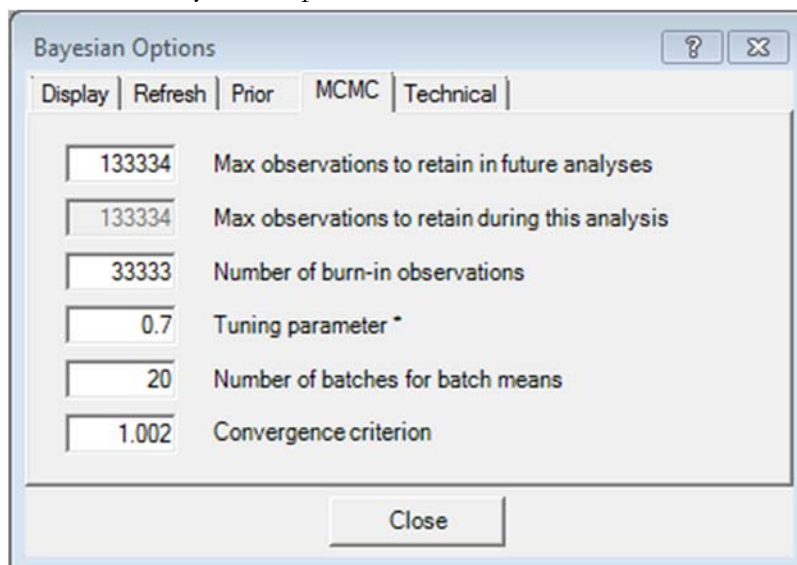 Bayesian Options
Display Refresh Prior MCMC Technical
133334 Max observations to retain in future analyses
133334 Max observations to retain during this analysis
33333 Number of burn-in observations
0.7 Tuning parameter *
20 Number of batches for batch means
1.002 Convergence criterion
Close